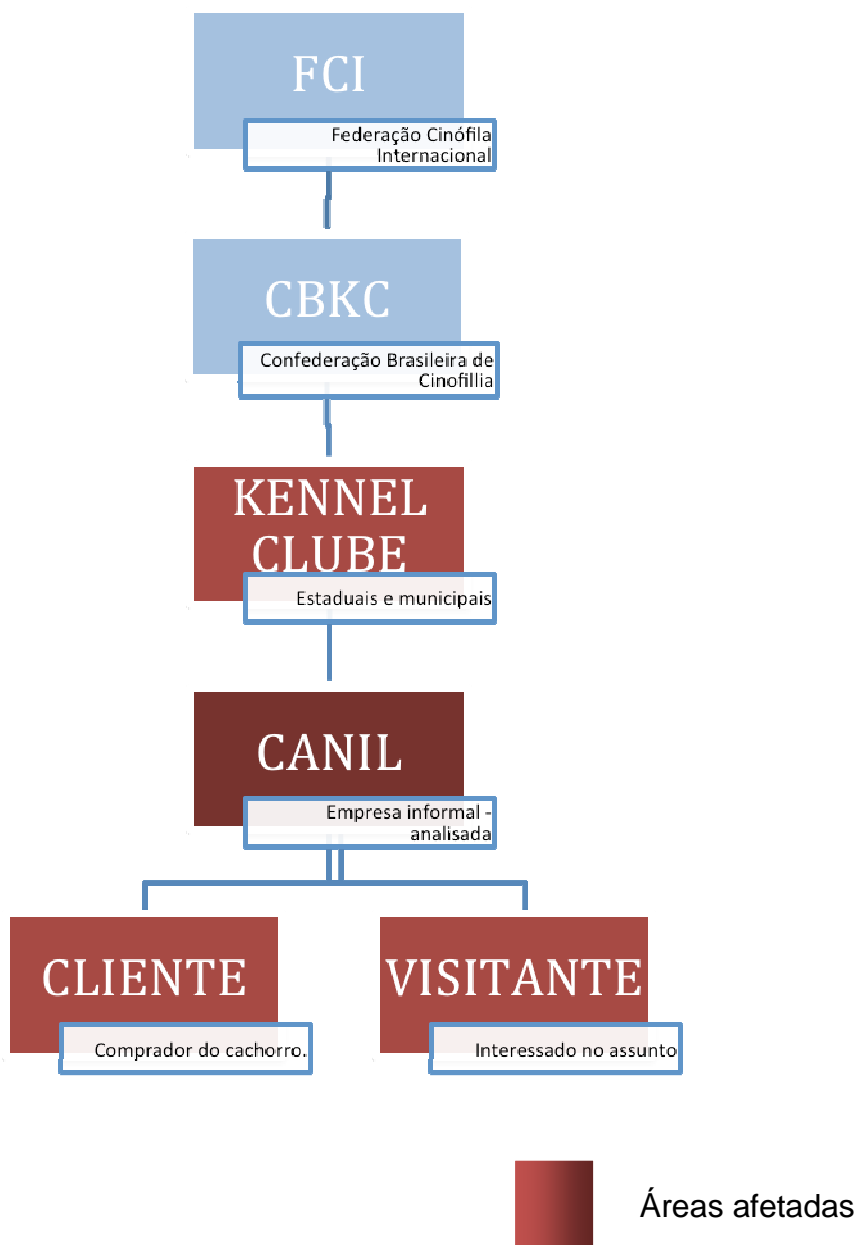 FCI
Federação Cinófila
Internacional
CBKC
Confederação Brasileira de
Cinofillia
KENNEL
CLUBE
Estaduais e municipais
CANIL
Empresa informal -
analisada
CLIENTE
Comprador do cachorro.
VISITANTE
Interessado no assunto
Áreas afetadas